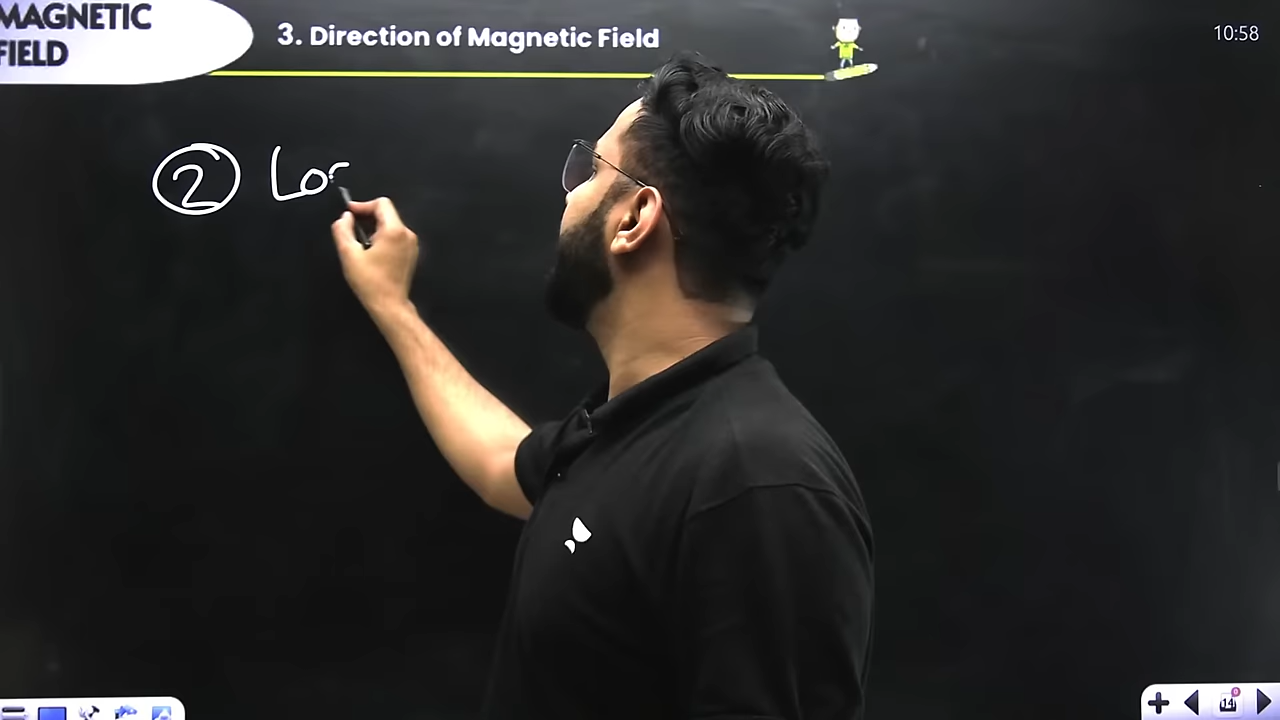 MAGNETIC
FIELD
3. Direction of Magnetic Field
10:58
② Lor
14